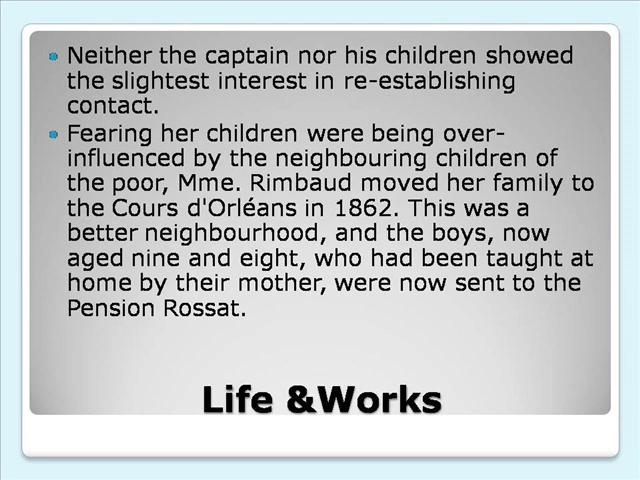 Neither the captain nor his children showed
the slightest interest in re-establishing
contact.
Fearing her children were being over-
influenced by the neighbouring children of
the poor, Mme. Rimbaud moved her family to
the Cours d'Orléans in 1862. This was a
better neighbourhood, and the boys, now
aged nine and eight, who had been taught at
home by their mother, were now sent to the
Pension Rossat.
Life &Works